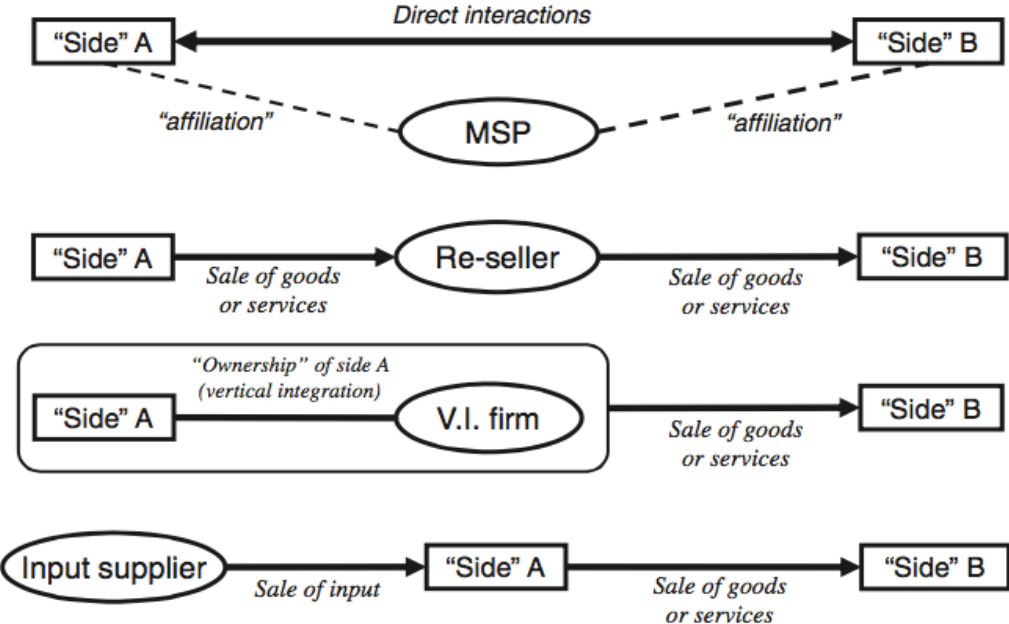 Direct interactions
“Side” A
“Side” B
“affiliation”
MSP
“affiliation”
“Side” A
Re-seller
“Side” B
Sale of goods
or services
Sale of goods
or services
“Ownership” of side A
(vertical integration)
“Side” A
V.I. firm
“Side” B
Sale of goods
or services
Input supplier
“Side” A
“Side” B
Sale of input
Sale of goods
or services